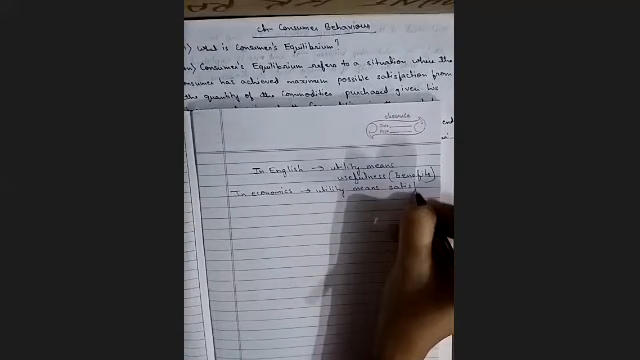 ch- Consumer Behaviour
What is Consumer's Equilibrium?
Consumer's Equilibrium refers to a situation where the
consumer has achieved maximum possible satisfaction from
the quantity of the commodities purchased given his
classmate
Date
Page
In English → utility means
usefulness (benefits)
In economics → utility means satis